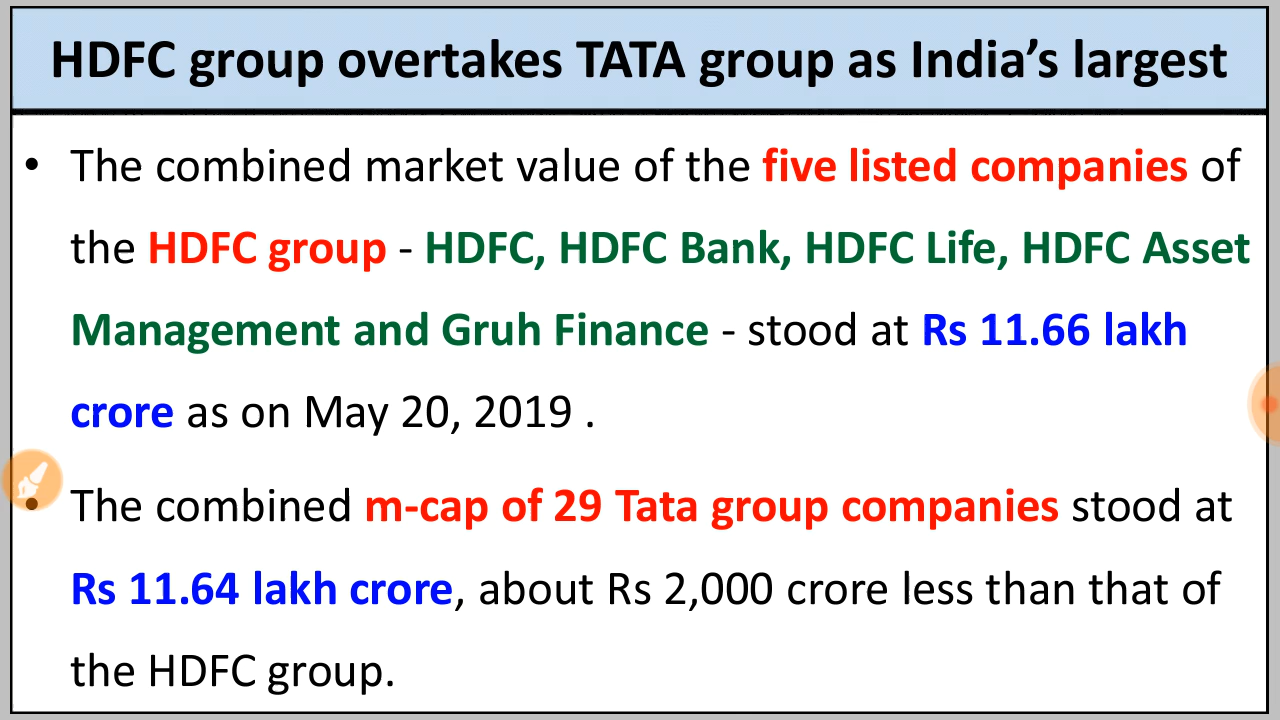 HDFC group overtakes TATA group as India’s largest
• The combined market value of the five listed companies of
the HDFC group - HDFC, HDFC Bank, HDFC Life, HDFC Asset
Management and Gruh Finance - stood at Rs 11.66 lakh
crore as on May 20, 2019 .
• The combined m-cap of 29 Tata group companies stood at
Rs 11.64 lakh crore, about Rs 2,000 crore less than that of
the HDFC group.